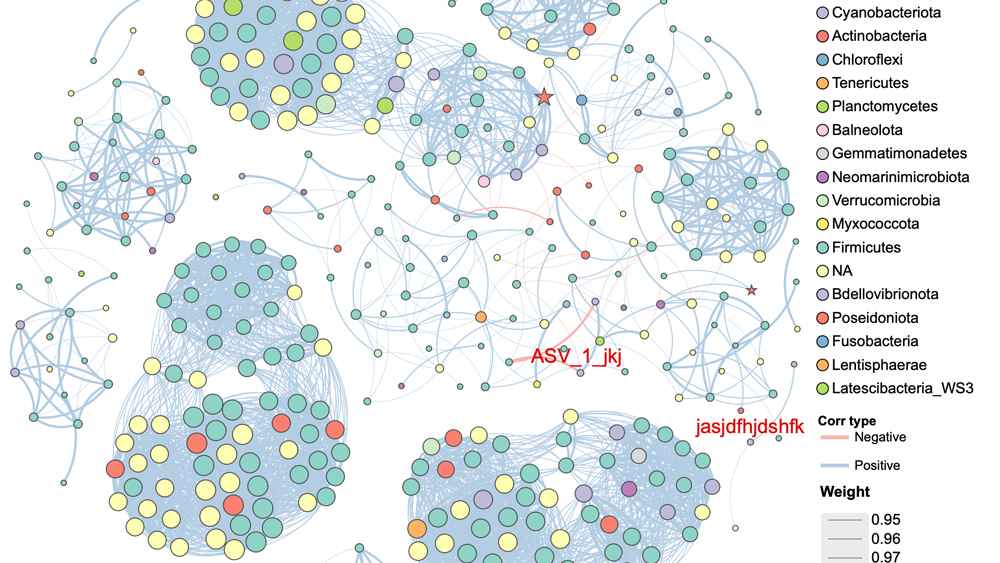 Cyanobacteriota
Actinobacteria
Chloroflexi
Tenericutes
Planctomycetes
Balneolota
Gemmatimonadetes
Neomarinimicrobiota
Verrucomicrobia
Myxococcota
Firmicutes
NA
Bdellovibrionota
Poseidoniota
Fusobacteria
Lentisphaerae
Latescibacteria_WS3
ASV_1_jkj
jasjdfhjdshfk
Corr type
Negative
Positive
Weight
0.95
0.96
0.97